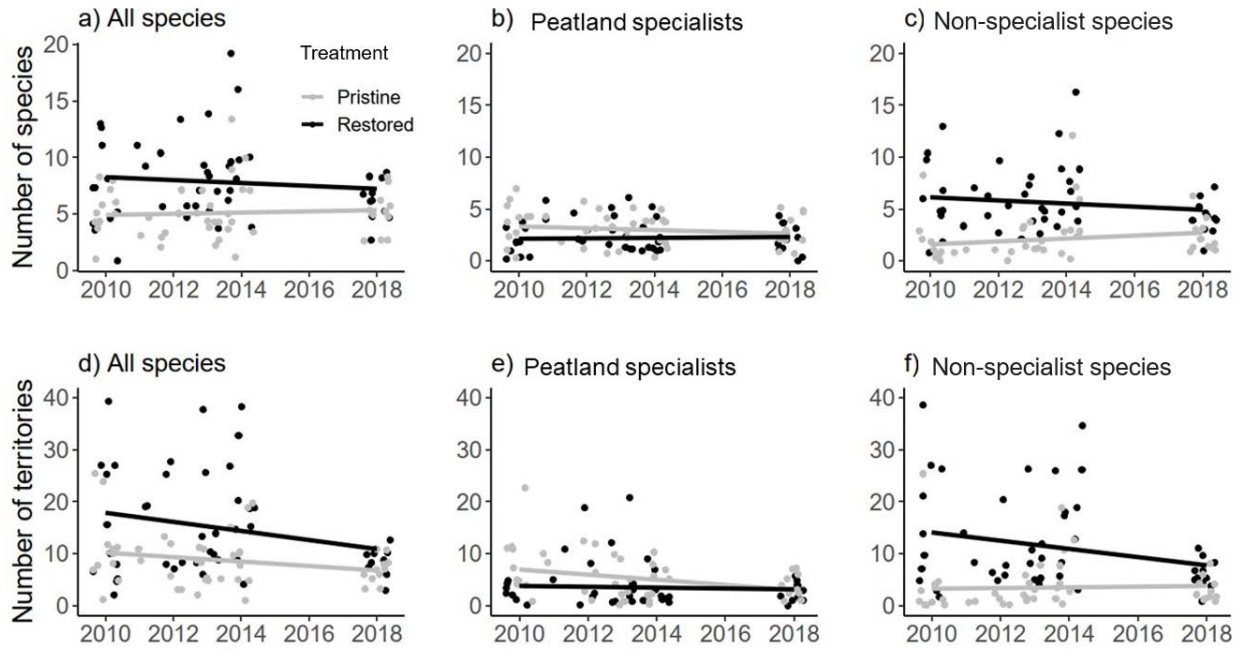 a) All species
b) Peatland specialists
c) Non-specialist species
Number of species
20
15
10
5
0
Treatment
Pristine
Restored
2010 2012 2014 2016 2018
20
15
10
5
0
2010 2012 2014 2016 2018
20
15
10
5
0
2010 2012 2014 2016 2018
d) All species
e) Peatland specialists
f) Non-specialist species
Number of territories
40
30
20
10
0
2010 2012 2014 2016 2018
40
30
20
10
0
2010 2012 2014 2016 2018
40
30
20
10
0
2010 2012 2014 2016 2018